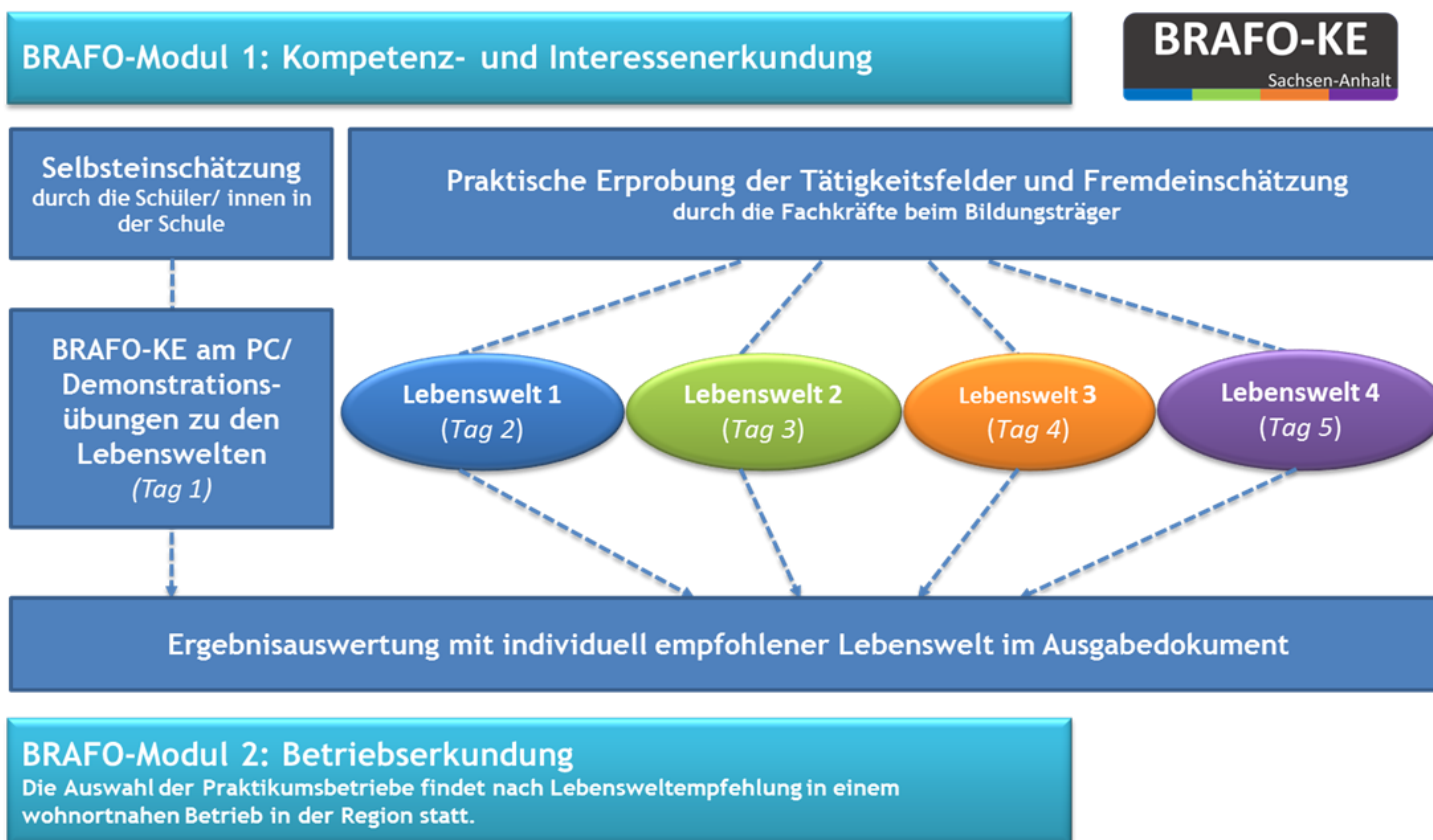 BRAFO-Modul 1: Kompetenz- und Interessenerkundung
BRAFO-KE
Sachsen-Anhalt
Selbsteinschätzung
durch die Schüler/ innen in
der Schule
Praktische Erprobung der Tätigkeitsfelder und Fremdeinschätzung
durch die Fachkräfte beim Bildungsträger
BRAFO-KE am PC/
Demonstrations-
übungen zu den
Lebenswelten
(Tag 1)
Lebenswelt 1
(Tag 2)
Lebenswelt 2
(Tag 3)
Lebenswelt 3
(Tag 4)
Lebenswelt 4
(Tag 5)
Ergebnisauswertung mit individuell empfohlener Lebenswelt im Ausgabedokument
BRAFO-Modul 2: Betriebserkundung
Die Auswahl der Praktikumsbetriebe findet nach Lebensweltempfehlung in einem
wohnortnahen Betrieb in der Region statt.